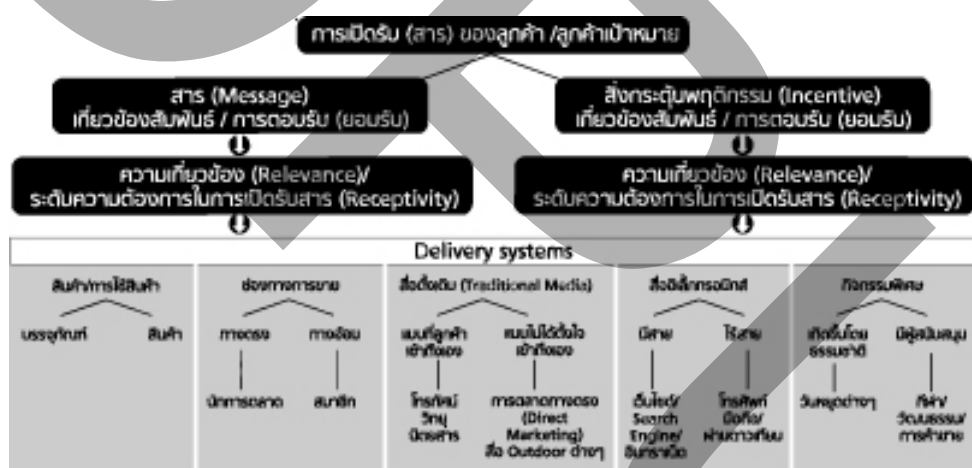 การเปิดรับ (สาร) ของลูกค้า /ลูกค้าเป้าหมาย
สาร (Message)
เกี่ยวข้องสัมพันธ์ / การตอบรับ (ยอมรับ)
สิ่งกระตุ้นพฤติกรรม (Incentive)
เกี่ยวข้องสัมพันธ์ / การตอบรับ (ยอมรับ)
ความเกี่ยวข้อง (Relevance)/
ระดับความต้องการในการเปิดรับสาร (Receptivity)
ความเกี่ยวข้อง (Relevance)/
ระดับความต้องการในการเปิดรับสาร (Receptivity)
Delivery systems
สินค้า/การใช้สินค้า
บรรจุภัณฑ์
สินค้า
ช่องทางการขาย
ทางตรง
ทางอ้อม
นักการตลาด
สมาชิก
สื่อดั้งเดิม (Traditional Media)
แบบที่ลูกค้า
เข้าถึงเอง
แบบไม่ได้ตั้งใจ
เข้าถึงเอง
โทรทัศน์
วิทยุ
นิตยสาร
การตลาดทางตรง
(Direct
Marketing)
สื่อ Outdoor ต่างๆ
สื่ออิเล็กทรอนิกส์
มีสาย
ไร้สาย
เว็บไซต์/
Search
Engine/
อินทราเน็ต
โทรศัพท์
มือถือ/
ผ่านดาวเทียม
กิจกรรมพิเศษ
เกิดขึ้นโดย
ธรรมชาติ
มีผู้สนับสนุน
วันหยุดต่างๆ
กีฬา/
วัฒนธรรม/
การค้าขาย